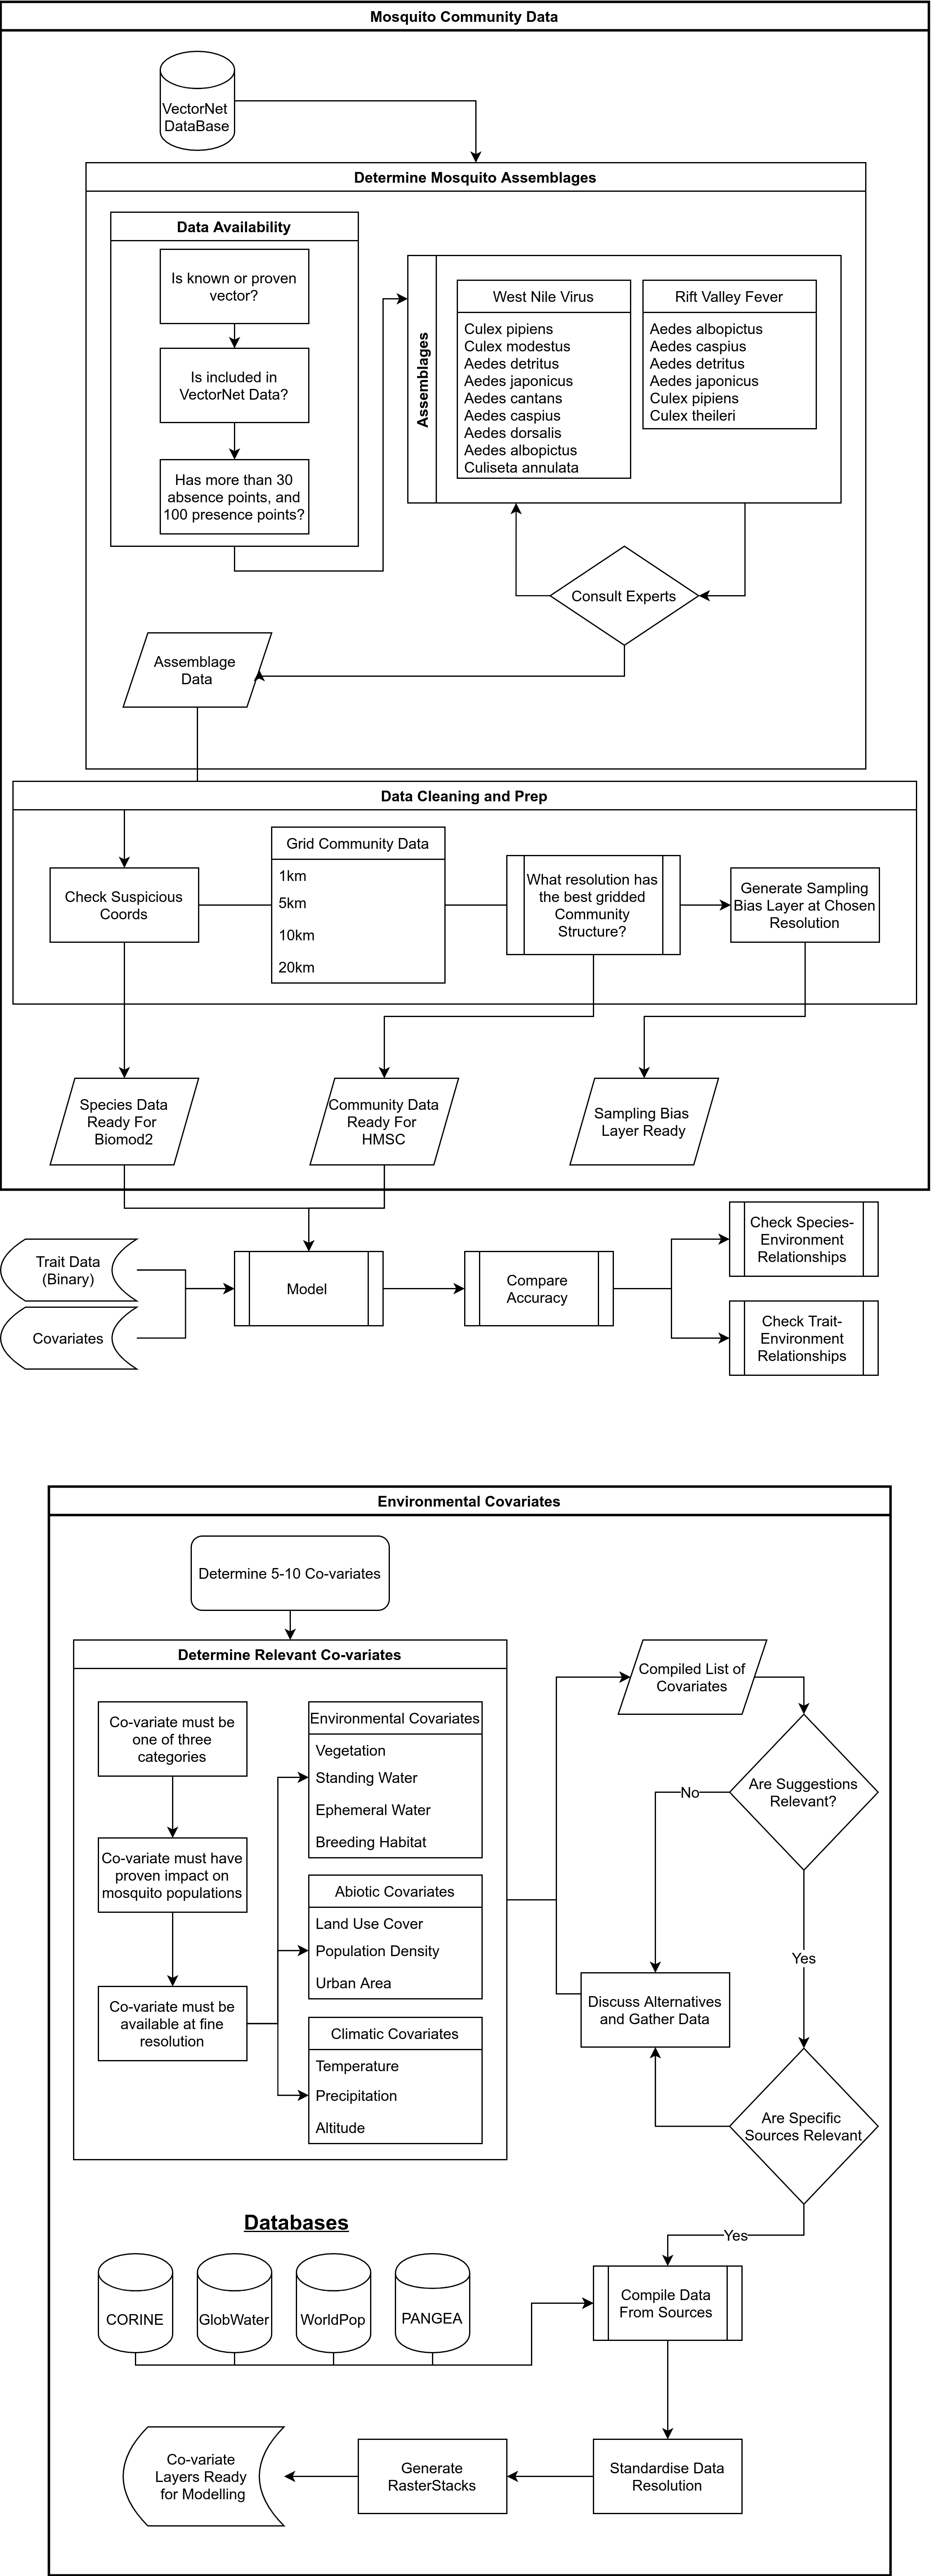 Mosquito Community Data
VectorNet
DataBase
Determine Mosquito Assemblages
Data Availability
Is known or proven
vector?
Is included in
VectorNet Data?
Has more than 30
absence points, and
100 presence points?
Assemblages
West Nile Virus
Culex pipiens
Culex modestus
Aedes detritus
Aedes japonicus
Aedes cantans
Aedes caspius
Aedes dorsalis
Aedes albopictus
Culiseta annulata
Rift Valley Fever
Aedes albopictus
Aedes caspius
Aedes detritus
Aedes japonicus
Culex pipiens
Culex theileri
Consult Experts
Assemblage
Data
Data Cleaning and Prep
Check Suspicious
Coords
Grid Community Data
1km
5km
10km
20km
What resolution has
the best gridded
Community
Structure?
Generate Sampling
Bias Layer at Chosen
Resolution
Species Data
Ready For
Biomod2
Community Data
Ready For
HMSC
Sampling Bias
Layer Ready
Trait Data
(Binary)
Covariates
Model
Compare
Accuracy
Check Species-
Environment
Relationships
Check Trait-
Environment
Relationships
Environmental Covariates
Determine 5-10 Co-variates
Determine Relevant Co-variates
Co-variate must be
one of three
categories
Co-variate must have
proven impact on
mosquito populations
Co-variate must be
available at fine
resolution
Environmental Covariates
Vegetation
Standing Water
Ephemeral Water
Breeding Habitat
Abiotic Covariates
Land Use Cover
Population Density
Urban Area
Climatic Covariates
Temperature
Precipitation
Altitude
Compiled List of
Covariates
Are Suggestions
Relevant?
No
Yes
Discuss Alternatives
and Gather Data
Are Specific
Sources Relevant
Yes
Databases
CORINE
GlobWater
WorldPop
PANGEA
Compile Data
From Sources
Standardise Data
Resolution
Generate
RasterStacks
Co-variate
Layers Ready
for Modelling